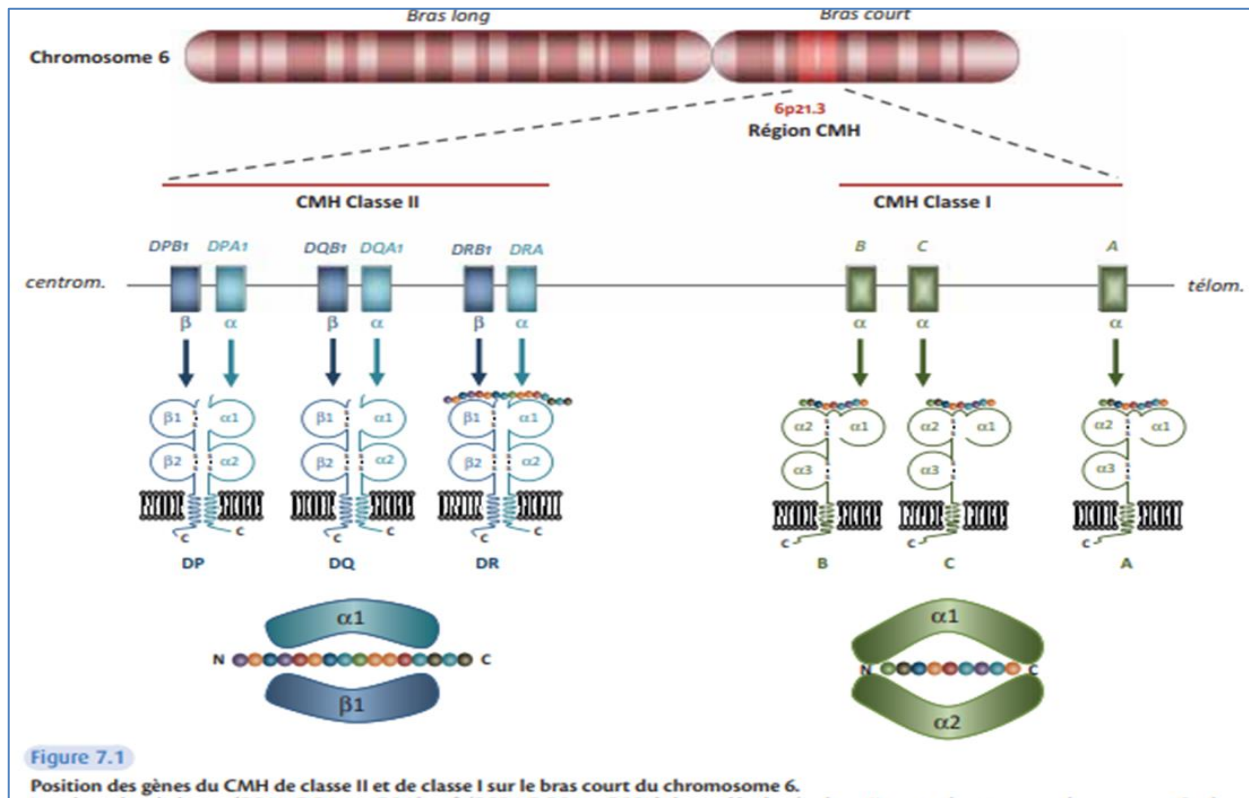 Bras long Bras court
Chromosome 6
6p21.3
Région CMH
CMH Classe II CMH Classe I
DPB1 DPA1 DQB1 DQA1 DRB1 DRA B C A
centrom. télom.
β α β α β α α α α
β1 α1 β1 α1 β1 α1 α2 α1 α2 α1 α2 α1
β2 α2 β2 α2 β2 α2 α3 α3 α3
C C C C C C C C C
DP DQ DR B C A
α1 α1
N C N C
β1 α2
Figure 7.1
Position des gènes du CMH de classe II et de classe I sur le bras court du chromosome 6.